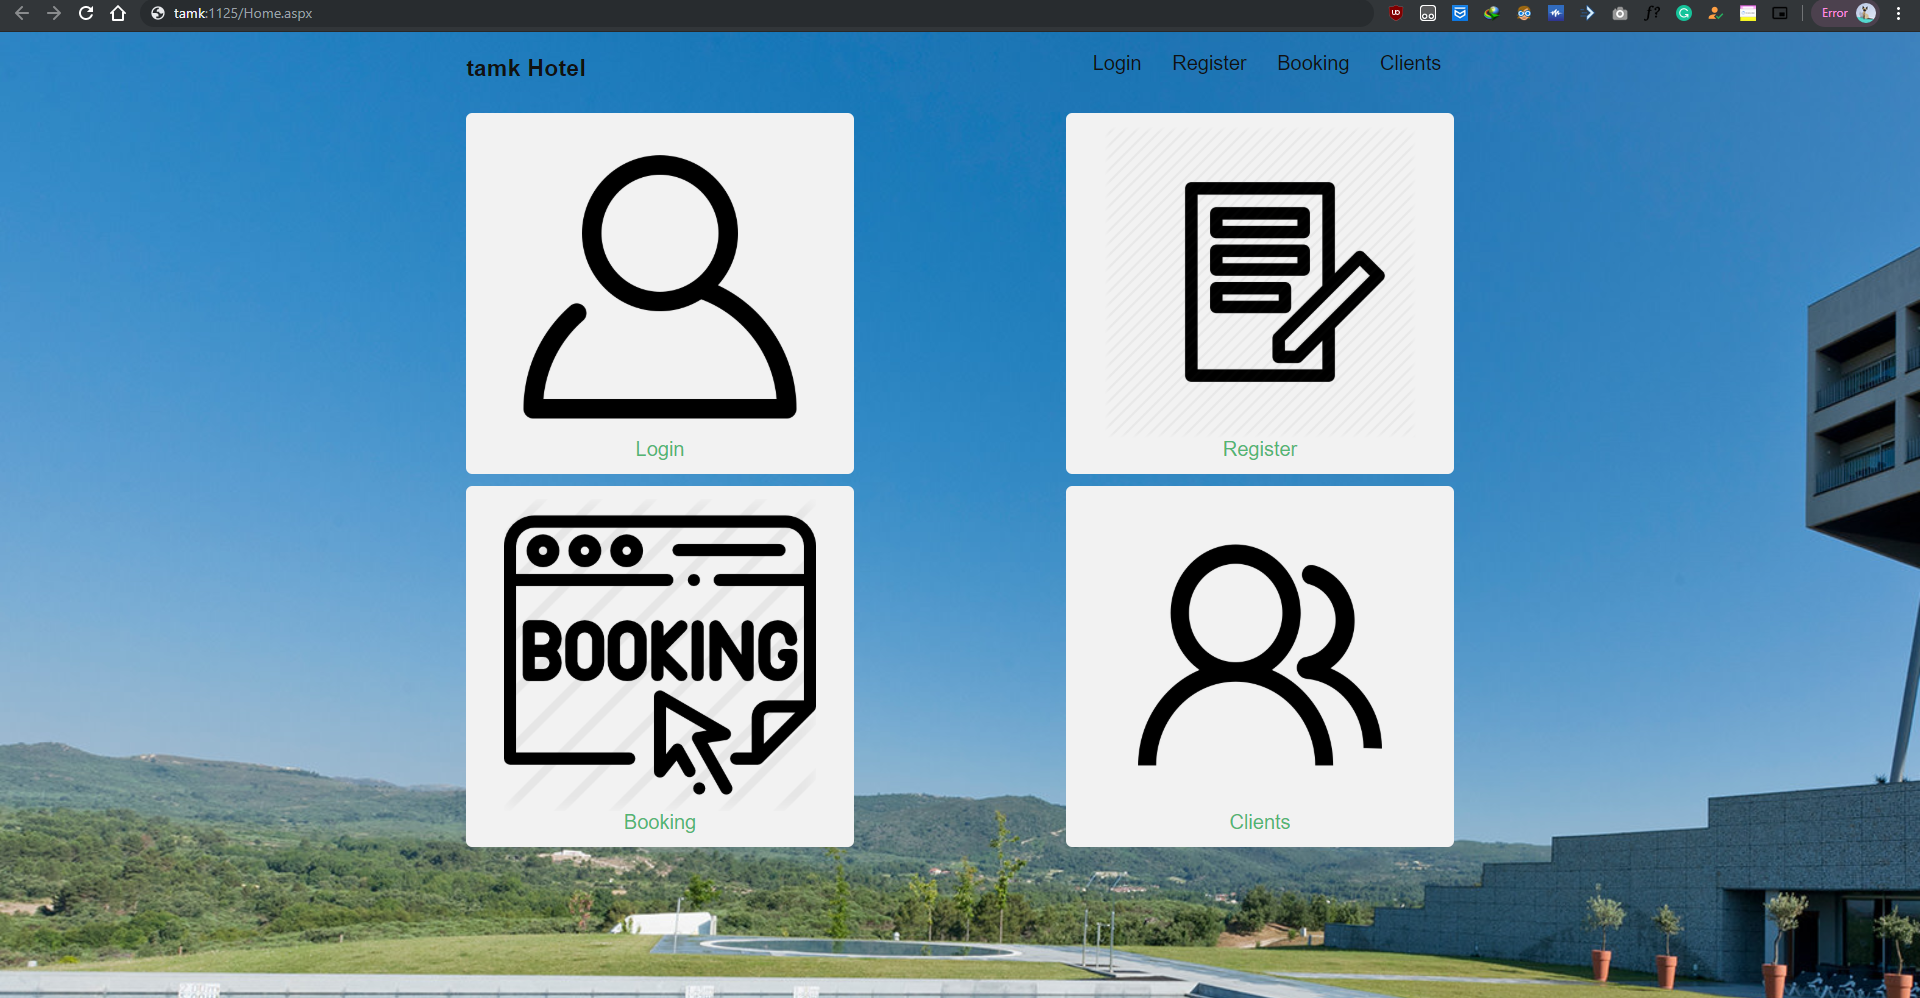 tamk:1125/Home.aspx
Error
tamk Hotel
Login Register Booking Clients
Login
Register
BOOKING
Booking
Clients